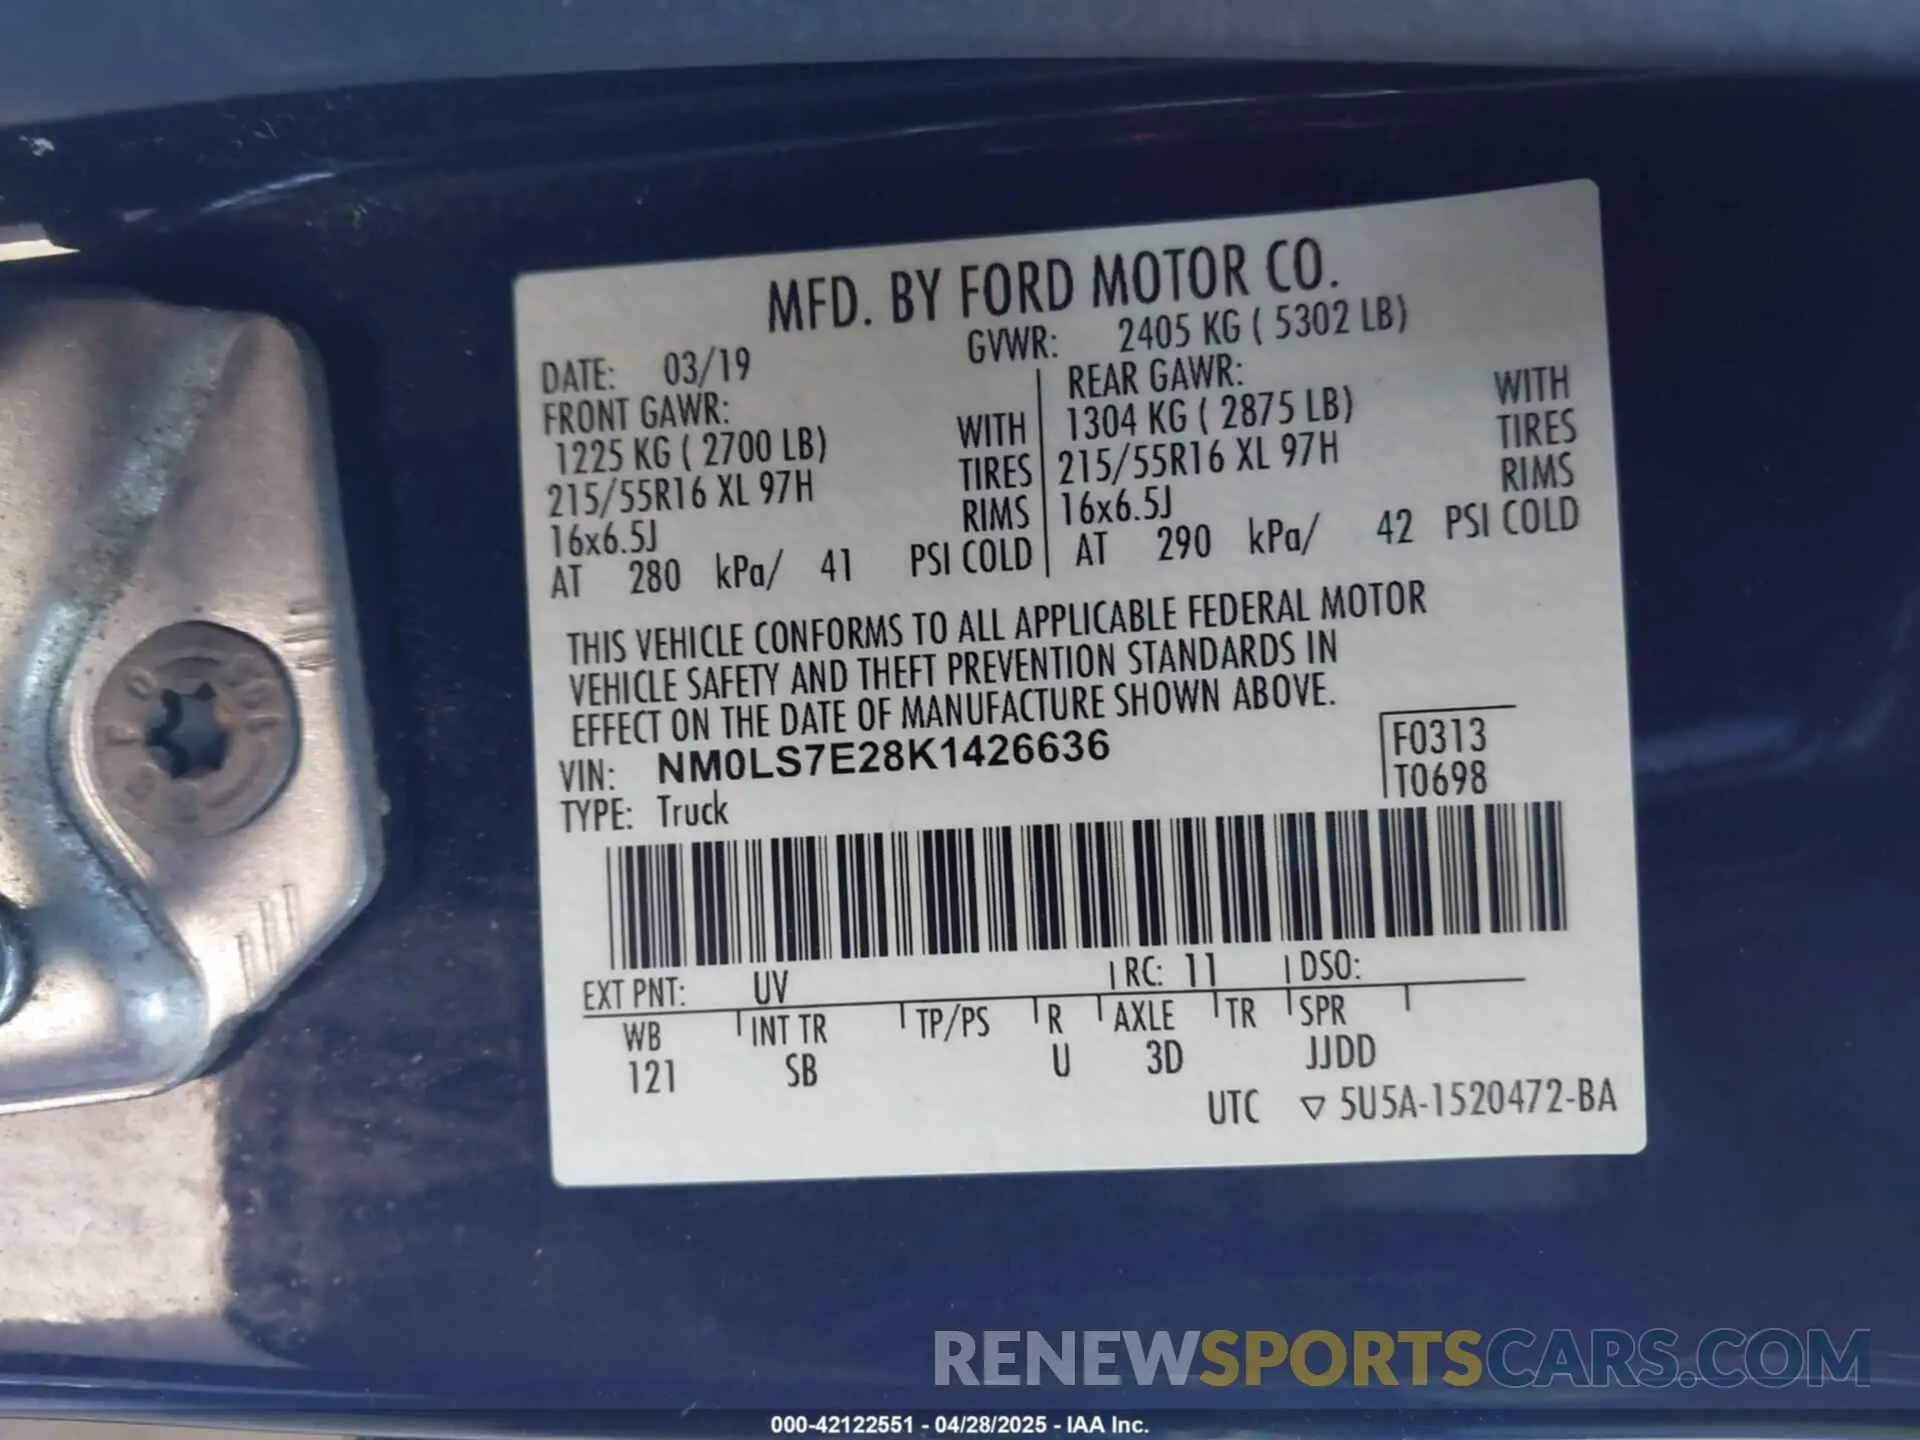 MFD. BY FORD MOTOR CO.
DATE: 03/19 GVWR: 2405 KG ( 5302 LB)
FRONT GAWR: REAR GAWR:
1225 KG ( 2700 LB) WITH 1304 KG ( 2875 LB) WITH
215/55R16 XL 97H TIRES 215/55R16 XL 97H TIRES
16x6.5J RIMS 16x6.5J RIMS
AT 280 kPa/ 41 PSI COLD AT 290 kPa/ 42 PSI COLD
THIS VEHICLE CONFORMS TO ALL APPLICABLE FEDERAL MOTOR
VEHICLE SAFETY AND THEFT PREVENTION STANDARDS IN
EFFECT ON THE DATE OF MANUFACTURE SHOWN ABOVE.
VIN: NM0LS7E28K1426636 F0313
TYPE: Truck T0698
EXT PNT: UV RC: 11 DSO:
WB INT TR TP/PS R AXLE TR SPR
121 SB U 3D JJDD
UTC ▽ 5U5A-1520472-BA
RENEWSPORTSCARS.COM
000-42122551 - 04/28/2025 - IAA Inc.